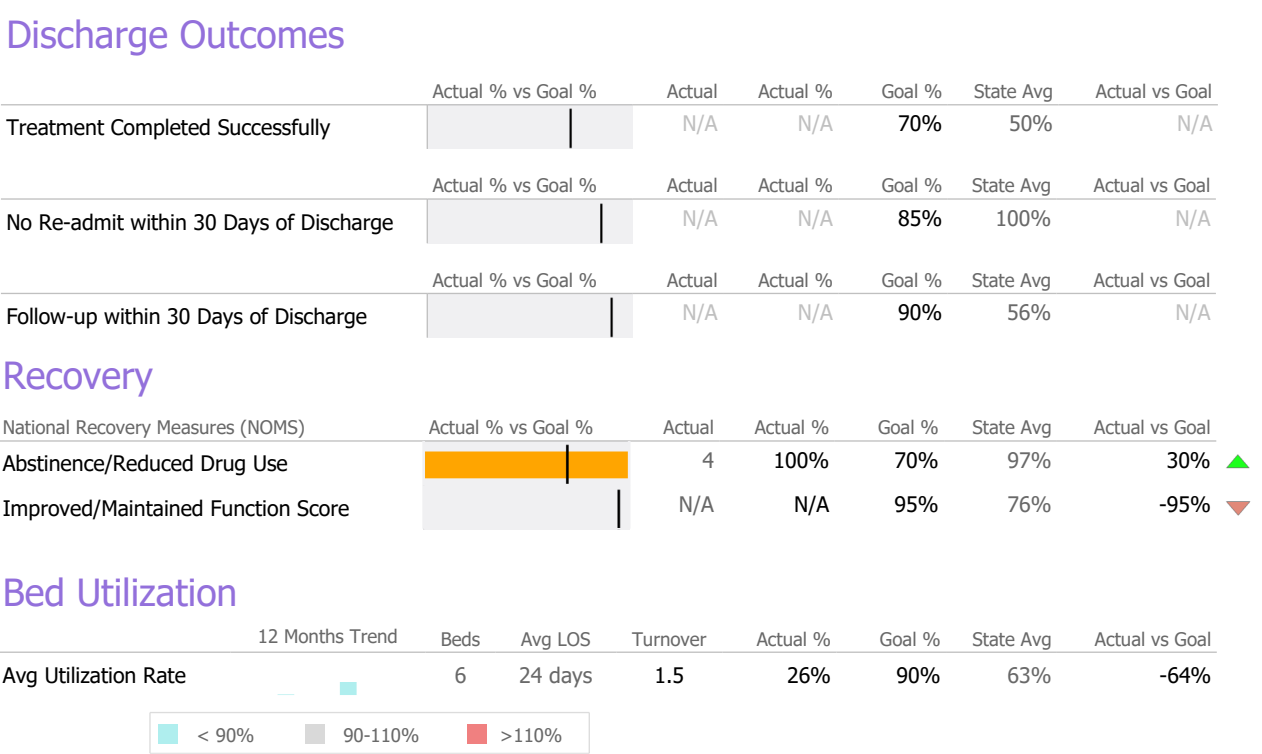 Discharge Outcomes
Actual % vs Goal % Actual Actual % Goal % State Avg Actual vs Goal
Treatment Completed Successfully N/A N/A 70% 50% N/A
Actual % vs Goal % Actual Actual % Goal % State Avg Actual vs Goal
No Re-admit within 30 Days of Discharge N/A N/A 85% 100% N/A
Actual % vs Goal % Actual Actual % Goal % State Avg Actual vs Goal
Follow-up within 30 Days of Discharge N/A N/A 90% 56% N/A
Recovery
National Recovery Measures (NOMS) Actual % vs Goal % Actual Actual % Goal % State Avg Actual vs Goal
Abstinence/Reduced Drug Use 4 100% 70% 97% 30%
Improved/Maintained Function Score N/A N/A 95% 76% -95%
Bed Utilization
12 Months Trend Beds Avg LOS Turnover Actual % Goal % State Avg Actual vs Goal
Avg Utilization Rate 6 24 days 1.5 26% 90% 63% -64%
< 90% 90-110% >110%